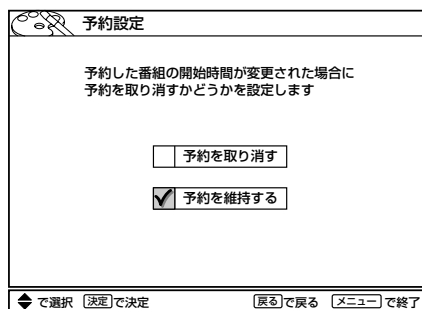 予約設定
予約した番組の開始時間が変更された場合に
予約を取り消すかどうかを設定します
予約を取り消す
予約を維持する
で選択 決定で決定 戻るで戻る メニューで終了